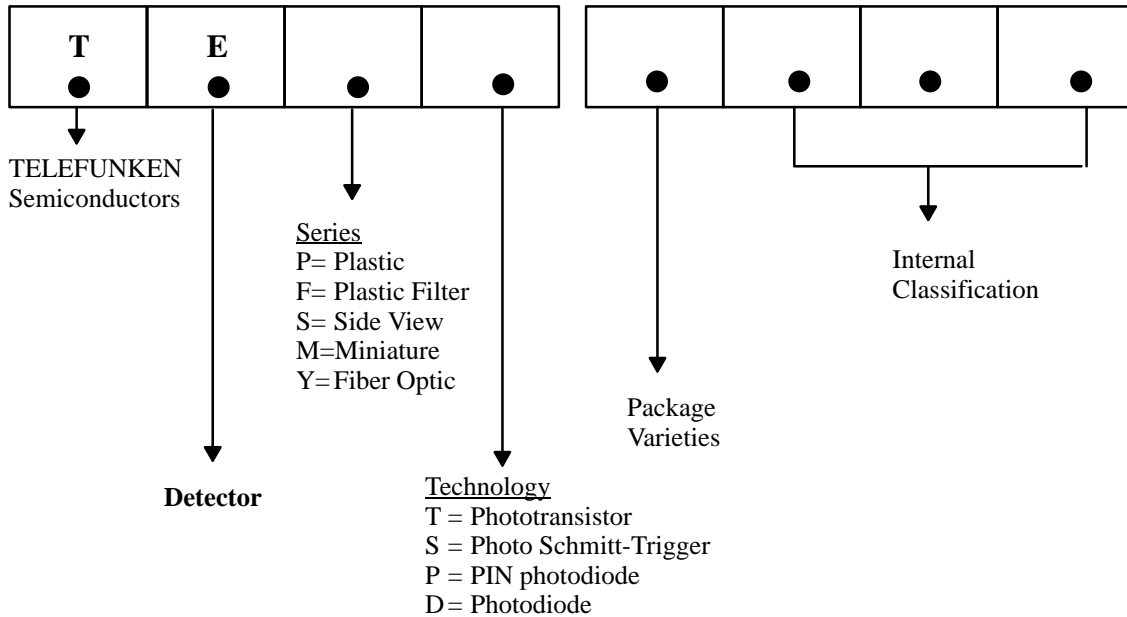 T E
TELEFUNKEN
Semiconductors
Detector
Series
P= Plastic
F= Plastic Filter
S= Side View
M=Miniature
Y=Fiber Optic
Technology
T = Phototransistor
S = Photo Schmitt-Trigger
P = PIN photodiode
D = Photodiode
Package
Varieties
Internal
Classification